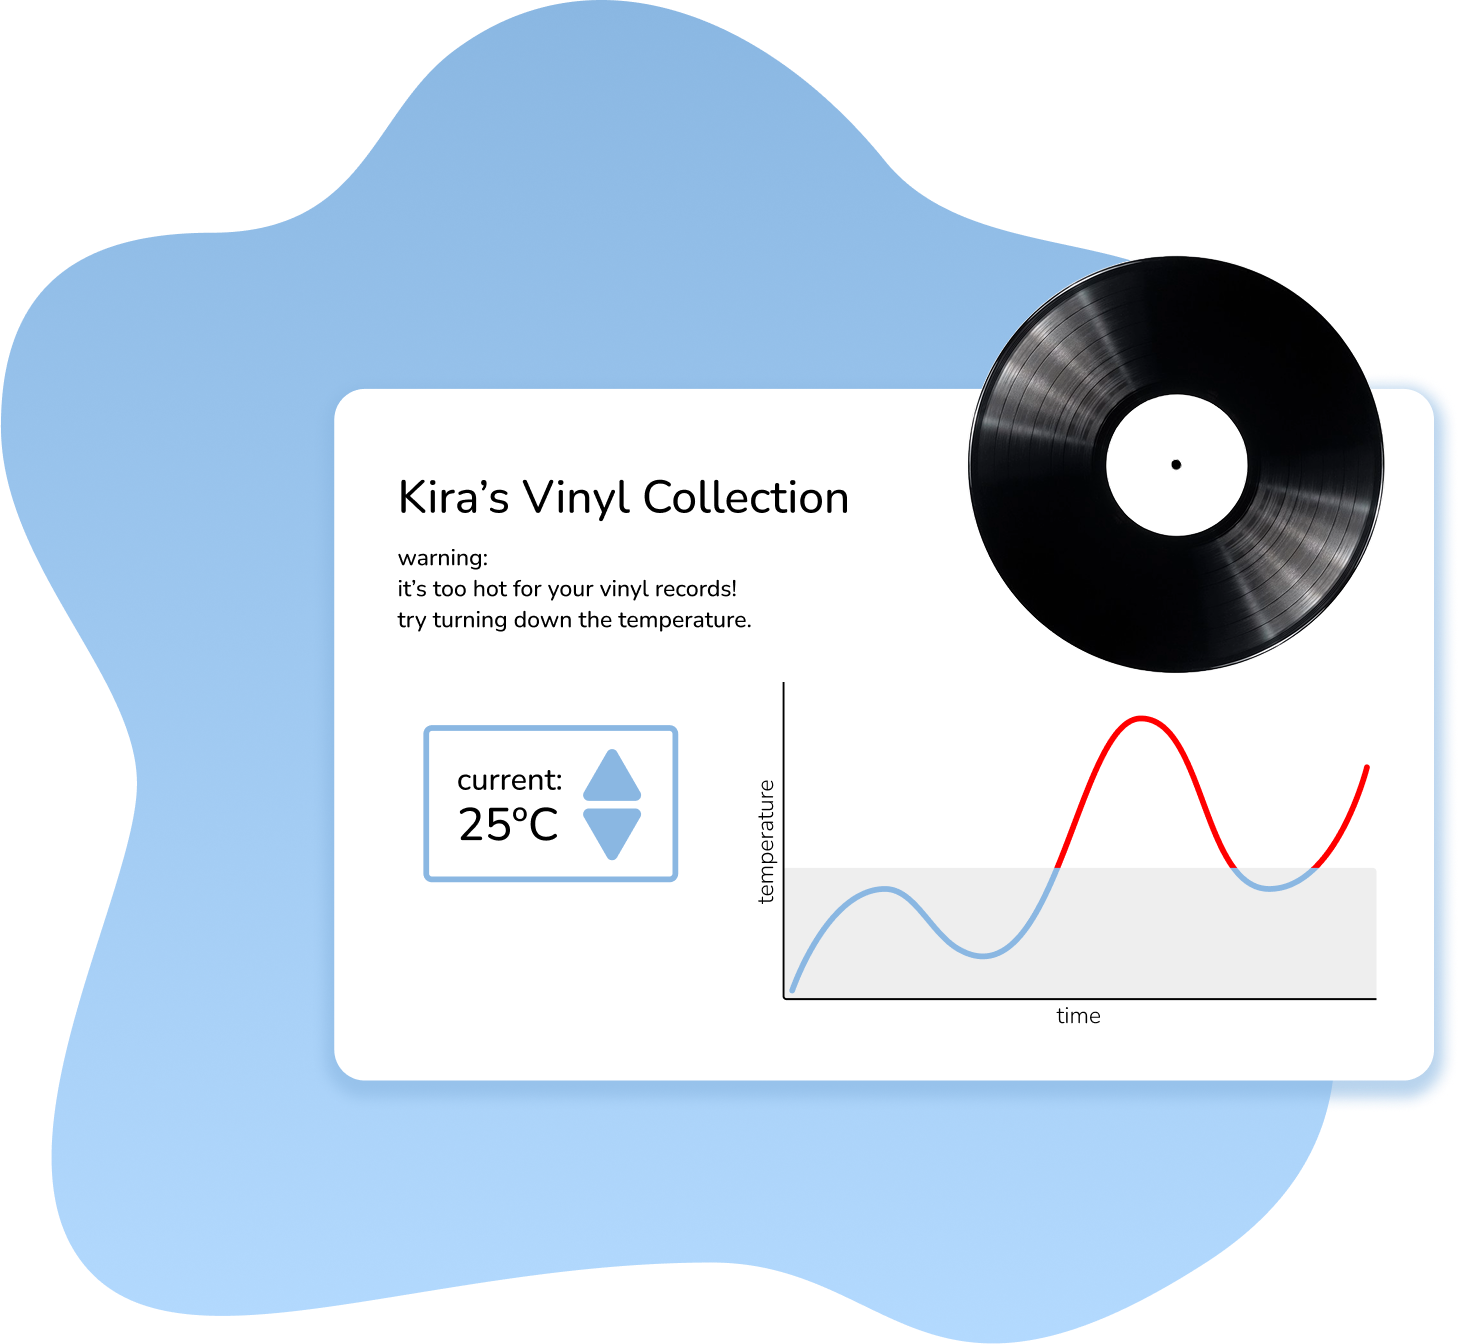 Kira’s Vinyl Collection
warning:
it’s too hot for your vinyl records!
try turning down the temperature.
current:
25°C
temperature
time